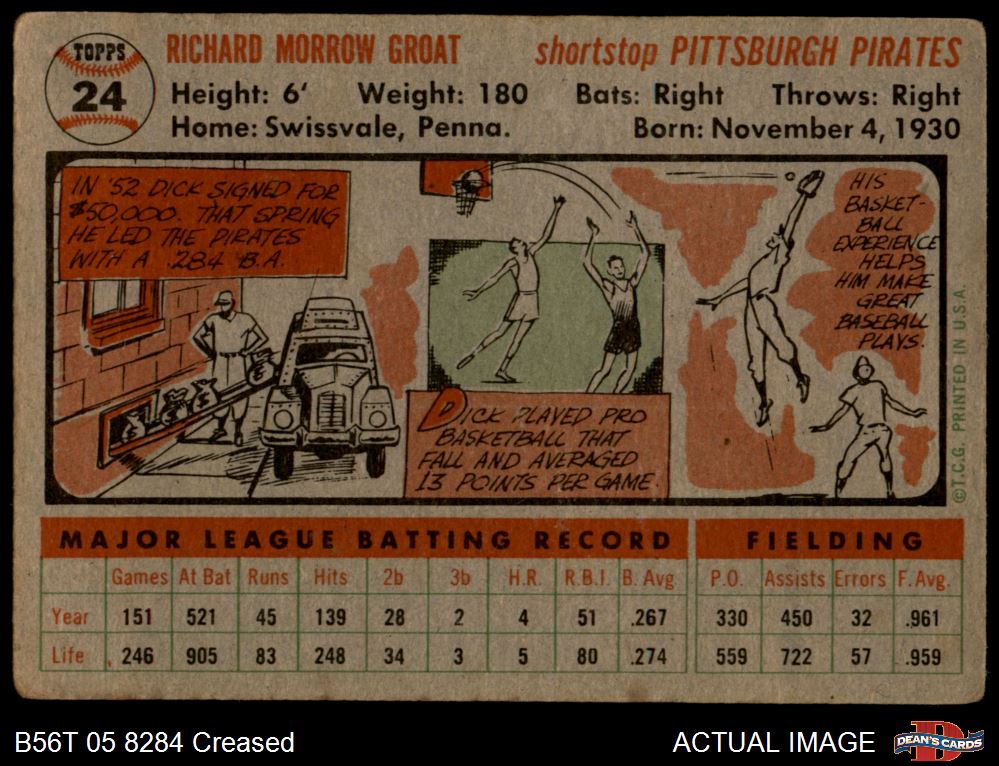 TOPPS
24
RICHARD MORROW GROAT shortstop PITTSBURGH PIRATES
Height: 6' Weight: 180 Bats: Right Throws: Right
Home: Swissvale, Penna. Born: November 4, 1930
IN '52 DICK SIGNED FOR
$50,000. THAT SPRING
HE LED THE PIRATES
WITH A .284 B.A.
DICK PLAYED PRO
BASKETBALL THAT
FALL AND AVERAGED
13 POINTS PER GAME.
HIS
BASKET-
BALL
EXPERIENCE
HELPS
HIM MAKE
GREAT
BASEBALL
PLAYS.
©T.C.G. PRINTED IN U.S.A.
MAJOR LEAGUE BATTING RECORD FIELDING
Games At Bat Runs Hits 2b 3b H.R. R.B.I. B. Avg P.O. Assists Errors F. Avg.
Year 151 521 45 139 28 2 4 51 .267 330 450 32 .961
Life 246 905 83 248 34 3 5 80 .274 559 722 57 .959
B56T 05 8284 Creased ACTUAL IMAGE
DEAN'S CARDS